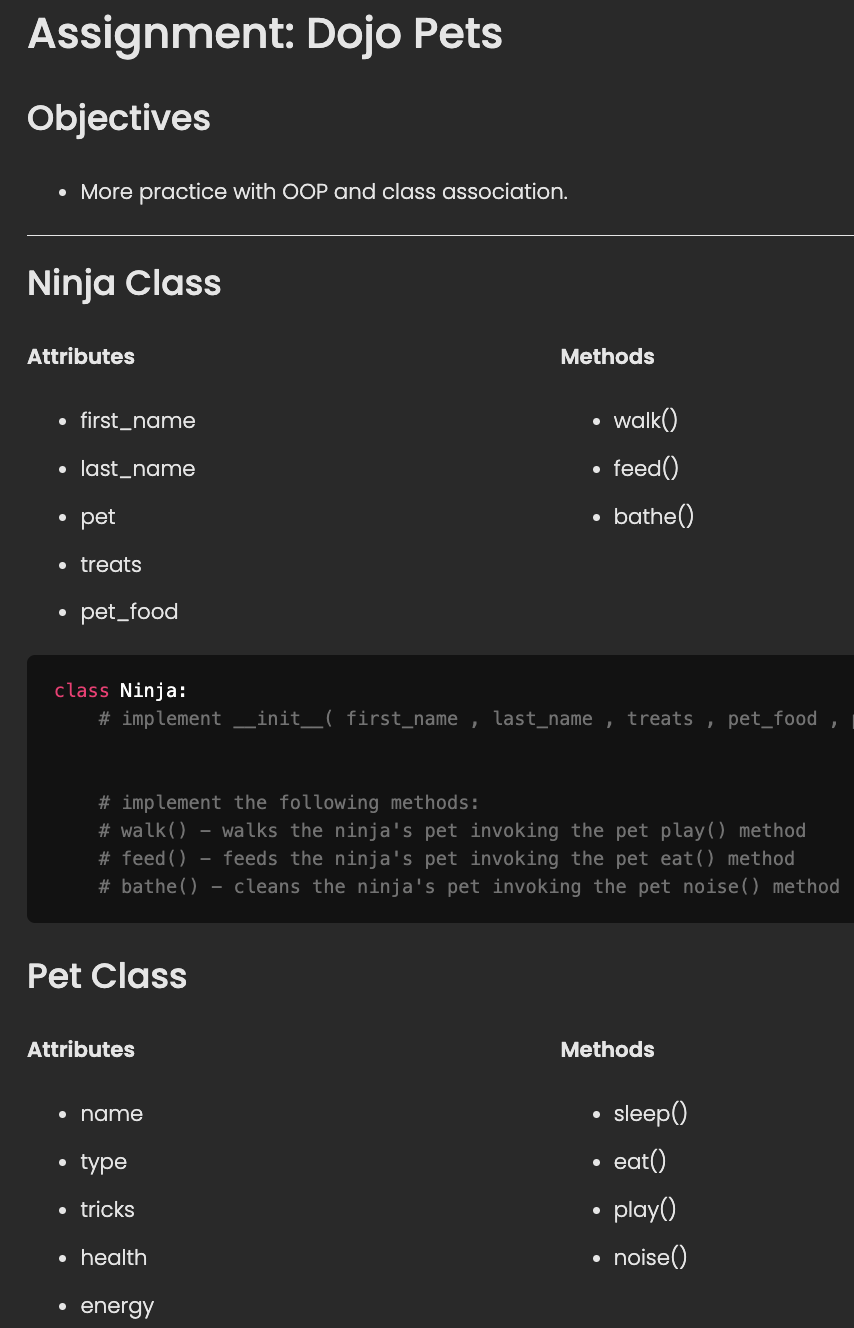 Assignment: Dojo Pets
Objectives
More practice with OOP and class association.
Ninja Class
Attributes
first_name
last_name
pet
treats
pet_food
Methods
walk()
feed()
bathe()
class Ninja:
# implement __init__( first_name , last_name , treats , pet_food ,
# implement the following methods:
# walk() - walks the ninja's pet invoking the pet play() method
# feed() - feeds the ninja's pet invoking the pet eat() method
# bathe() - cleans the ninja's pet invoking the pet noise() method
Pet Class
Attributes
name
type
tricks
health
energy
Methods
sleep()
eat()
play()
noise()